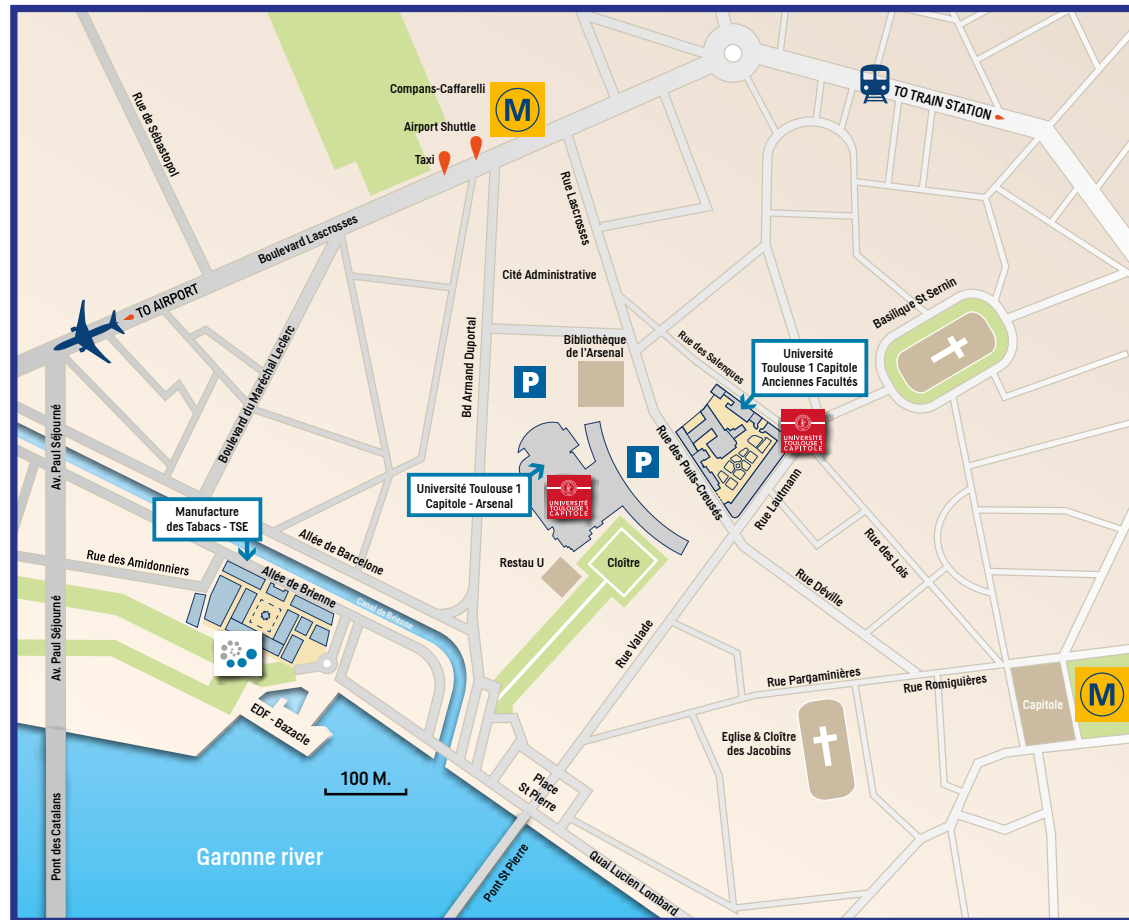 TO TRAIN STATION
Compans-Caffarelli
M
Airport Shuttle
Taxi
Rue de Sébastopol
Rue Lascrosses
Boulevard Lascrosses
Cité Administrative
TO AIRPORT
Basilique St Sernin
Bd Armand Duportal
Boulevard du Maréchal Leclerc
Bibliothèque
de l'Arsenal
Rue des Salenques
Université
Toulouse 1 Capitole
Anciennes Facultés
P
Av. Paul Séjourné
UNIVERSITÉ
TOULOUSE 1
CAPITOLE
P
Rue des Puits-Creusés
Université Toulouse 1
Capitole - Arsenal
UNIVERSITÉ
TOULOUSE 1
CAPITOLE
Rue Lautmann
Manufacture
des Tabacs - TSE
Allée de Barcelone
Rue des Lois
Rue des Amidonniers
Allée de Brienne
Canal de Brienne
Restau U
Cloître
Rue Déville
Av. Paul Séjourné
Rue Valade
Rue Pargaminières
Rue Romiguières
Capitole
M
EDF - Bazacle
Eglise & Cloître
des Jacobins
100 M.
Place
St Pierre
Pont des Catalans
Garonne river
Pont St Pierre
Quai Lucien Lombard